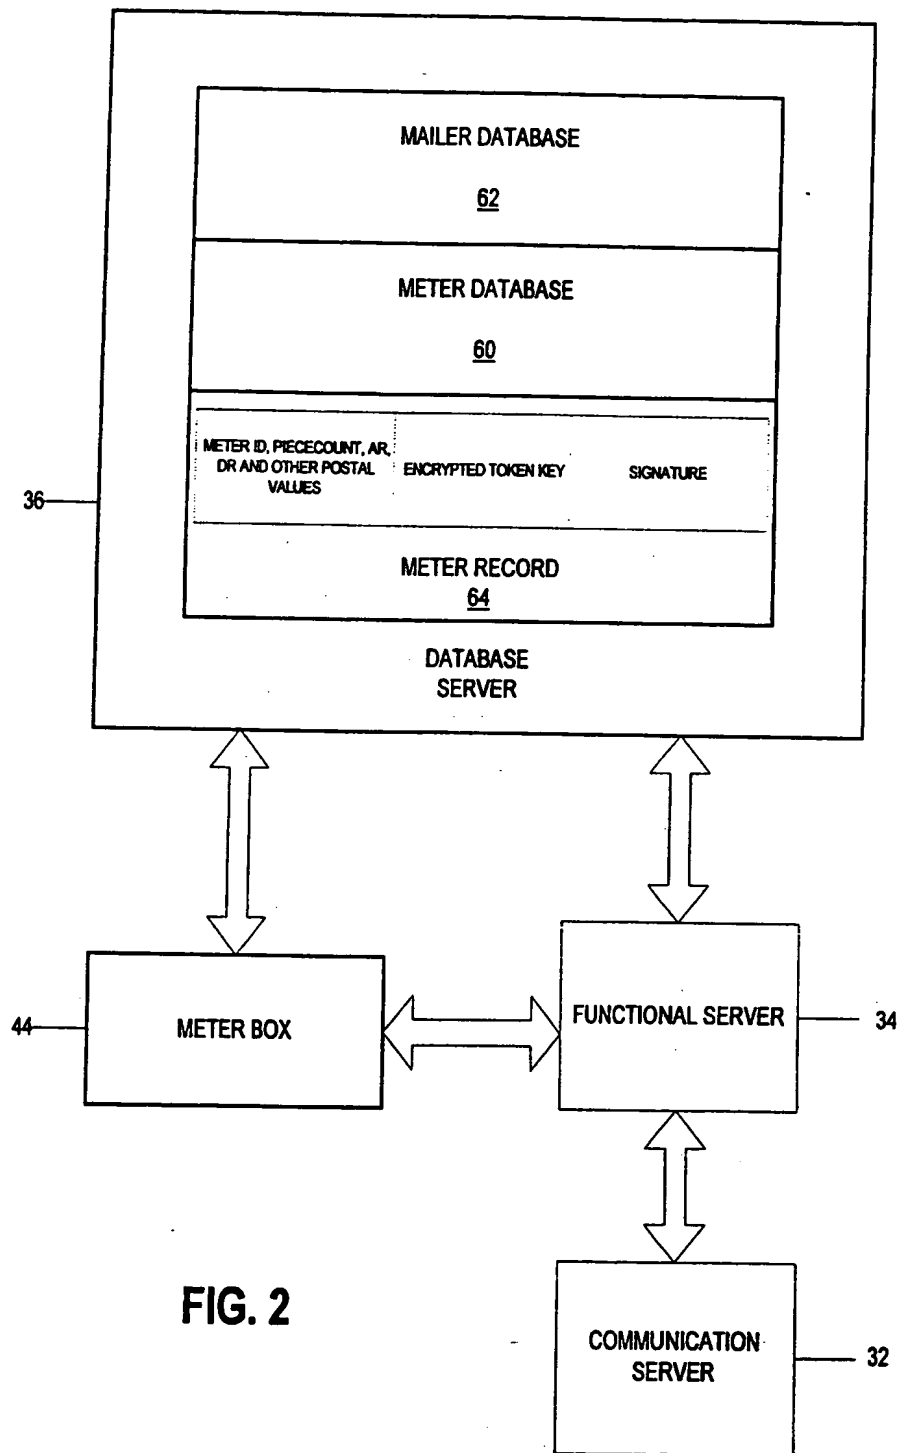 MAILER DATABASE
62
METER DATABASE
60
METER ID, PIECECOUNT, AR,
DR AND OTHER POSTAL
VALUES
ENCRYPTED TOKEN KEY
SIGNATURE
36
METER RECORD
64
DATABASE
SERVER
44
METER BOX
FUNCTIONAL SERVER
34
FIG. 2
COMMUNICATION
SERVER
32